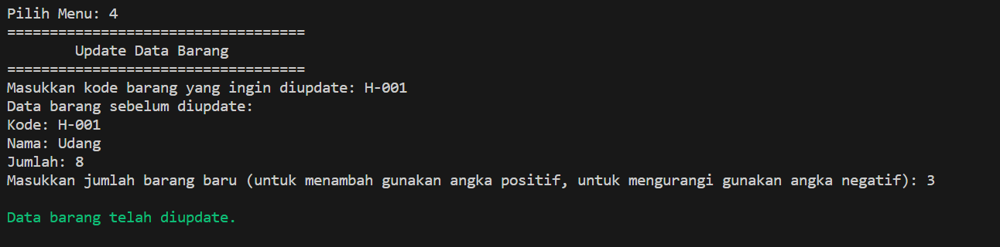 Pilih Menu: 4
===================================
Update Data Barang
===================================
Masukkan kode barang yang ingin diupdate: H-001
Data barang sebelum diupdate:
Kode: H-001
Nama: Udang
Jumlah: 8
Masukkan jumlah barang baru (untuk menambah gunakan angka positif, untuk mengurangi gunakan angka negatif): 3
Data barang telah diupdate.